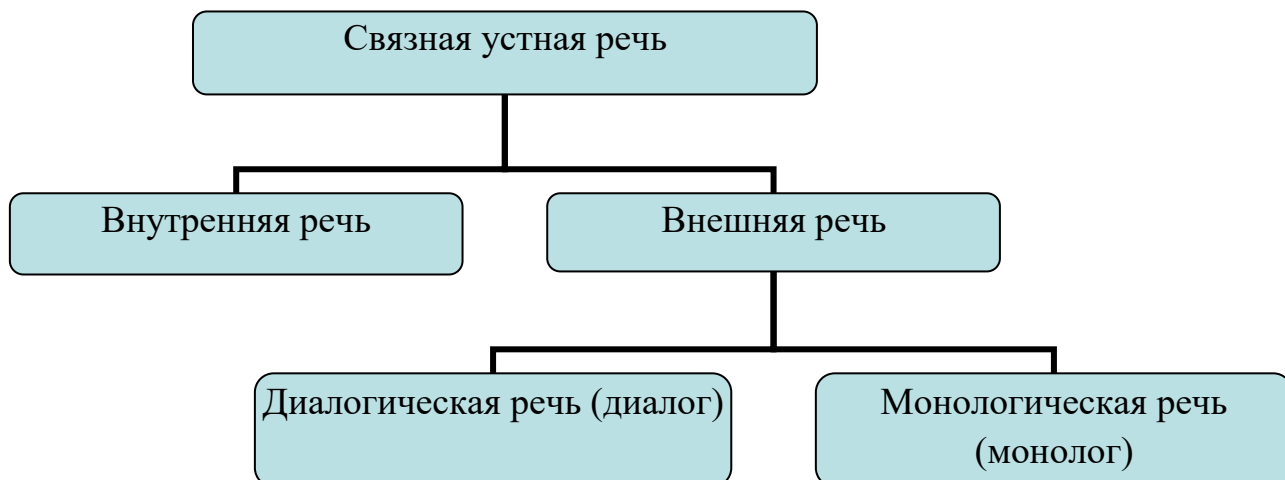 Связная устная речь
Внутренняя речь
Внешняя речь
Диалогическая речь (диалог)
Монологическая речь
(монолог)